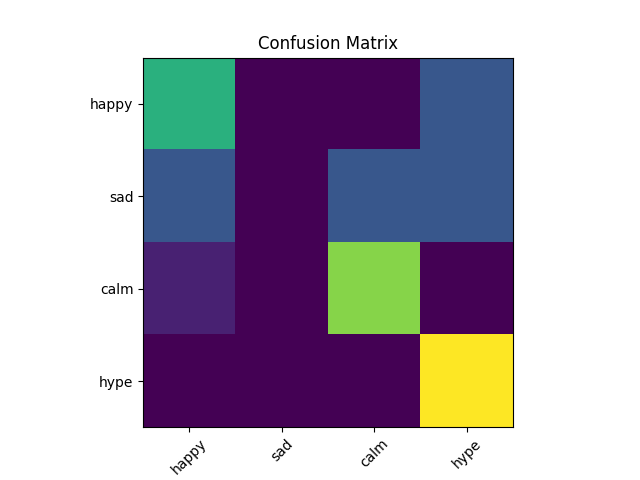 Confusion Matrix
happy
sad
calm
hype
happy sad calm hype